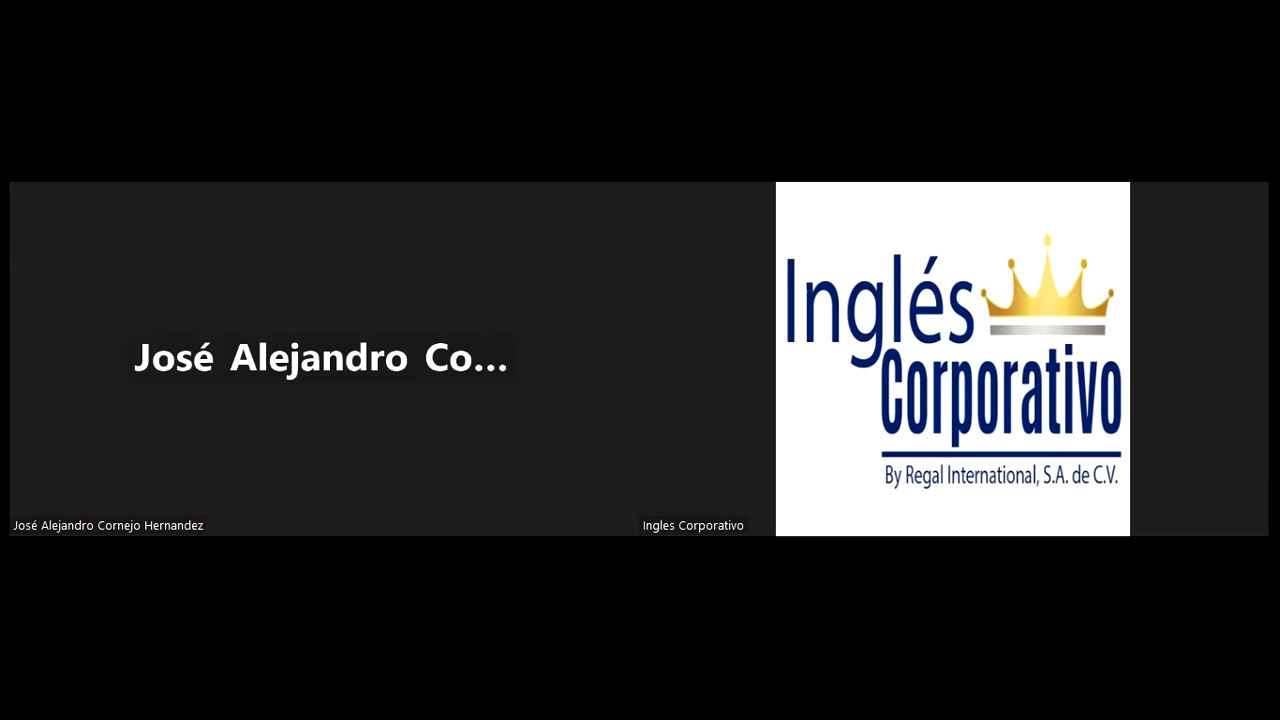 José Alejandro Co...
José Alejandro Cornejo Hernandez
Ingles Corporativo
Inglés
Corporativo
By Regal International, S.A. de C.V.